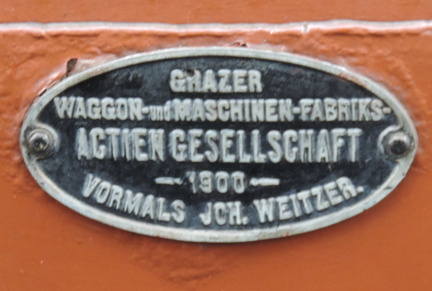 GRAZER
WAGGON-und MASCHINEN-FABRIKS-
ACTIEN GESELLSCHAFT
—1900—
VORMALS JOH. WEITZER.